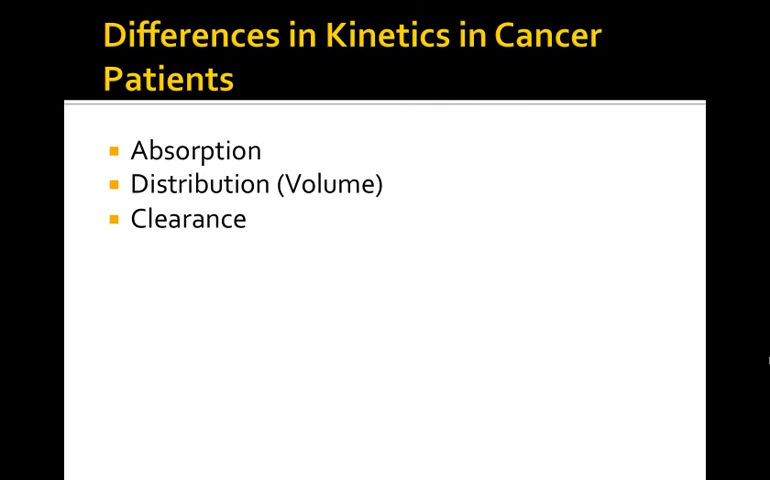 Differences in Kinetics in Cancer
Patients
Absorption
Distribution (Volume)
Clearance